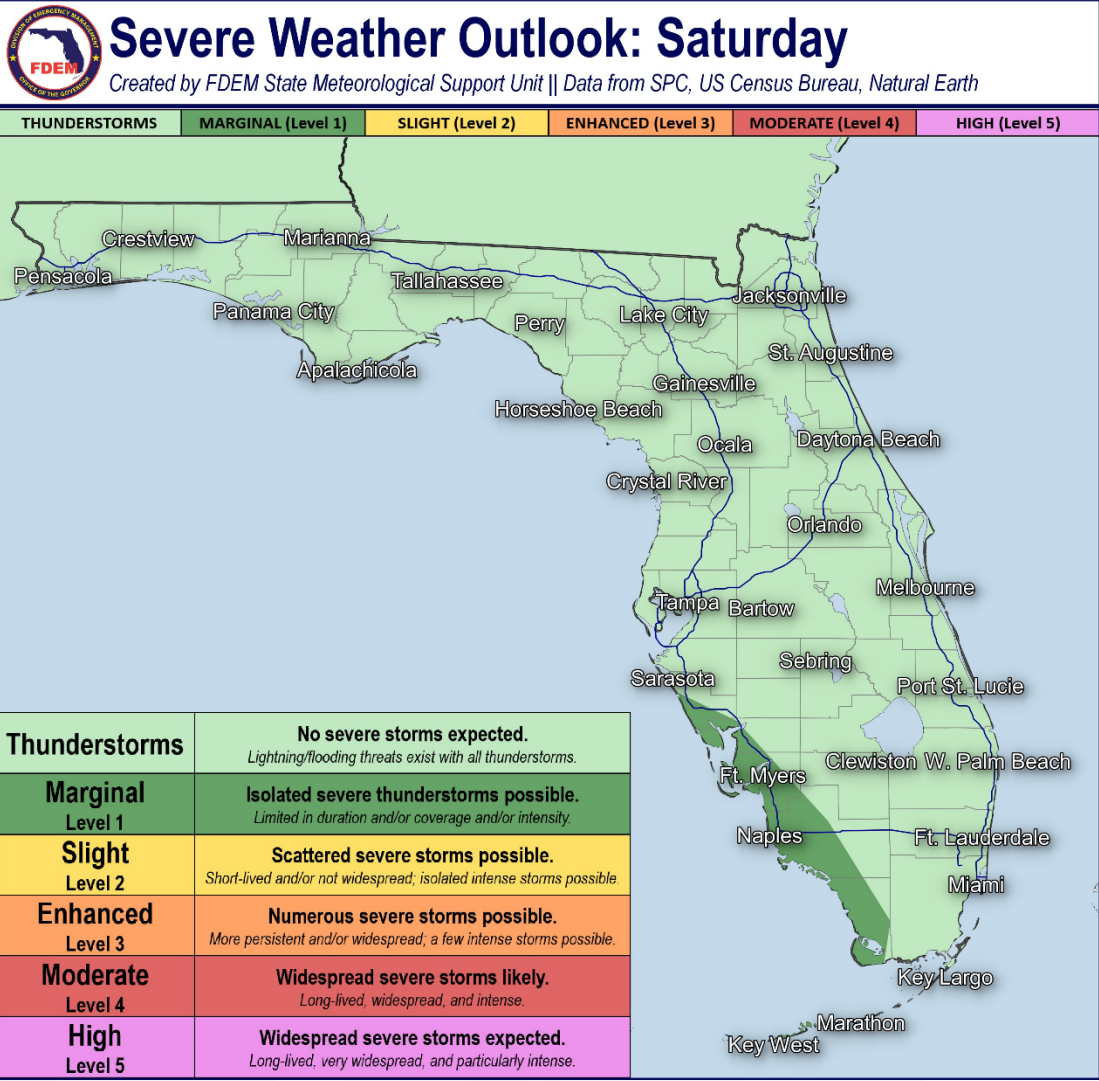 DIVISION OF EMERGENCY MANAGEMENT
FDEM
OFFICE OF THE GOVERNOR
Severe Weather Outlook: Saturday
Created by FDEM State Meteorological Support Unit || Data from SPC, US Census Bureau, Natural Earth
THUNDERSTORMS
MARGINAL (Level 1)
SLIGHT (Level 2)
ENHANCED (Level 3)
MODERATE (Level 4)
HIGH (Level 5)
Crestview
Marianna
Pensacola
Tallahassee
Jacksonville
Panama City
Lake City
Perry
St. Augustine
Apalachicola
Gainesville
Horseshoe Beach
Ocala
Daytona Beach
Crystal River
Orlando
Melbourne
Tampa
Bartow
Sebring
Sarasota
Port St. Lucie
Clewiston
W. Palm Beach
Ft. Myers
Naples
Ft. Lauderdale
Miami
Key Largo
Marathon
Key West
Thunderstorms
No severe storms expected.
Lightning/flooding threats exist with all thunderstorms.
Marginal
Level 1
Isolated severe thunderstorms possible.
Limited in duration and/or coverage and/or intensity.
Slight
Level 2
Scattered severe storms possible.
Short-lived and/or not widespread; isolated intense storms possible.
Enhanced
Level 3
Numerous severe storms possible.
More persistent and/or widespread; a few intense storms possible.
Moderate
Level 4
Widespread severe storms likely.
Long-lived, widespread, and intense.
High
Level 5
Widespread severe storms expected.
Long-lived, very widespread, and particularly intense.